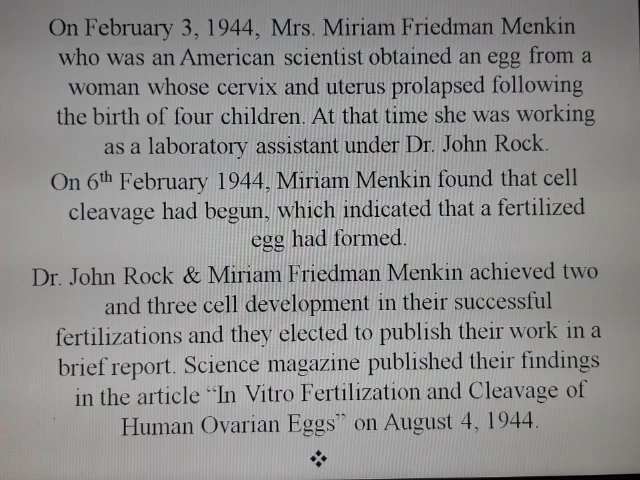 On February 3, 1944, Mrs. Miriam Friedman Menkin
who was an American scientist obtained an egg from a
woman whose cervix and uterus prolapsed following
the birth of four children. At that time she was working
as a laboratory assistant under Dr. John Rock.
On 6th February 1944, Miriam Menkin found that cell
cleavage had begun, which indicated that a fertilized
egg had formed.
Dr. John Rock & Miriam Friedman Menkin achieved two
and three cell development in their successful
fertilizations and they elected to publish their work in a
brief report. Science magazine published their findings
in the article “In Vitro Fertilization and Cleavage of
Human Ovarian Eggs” on August 4, 1944.